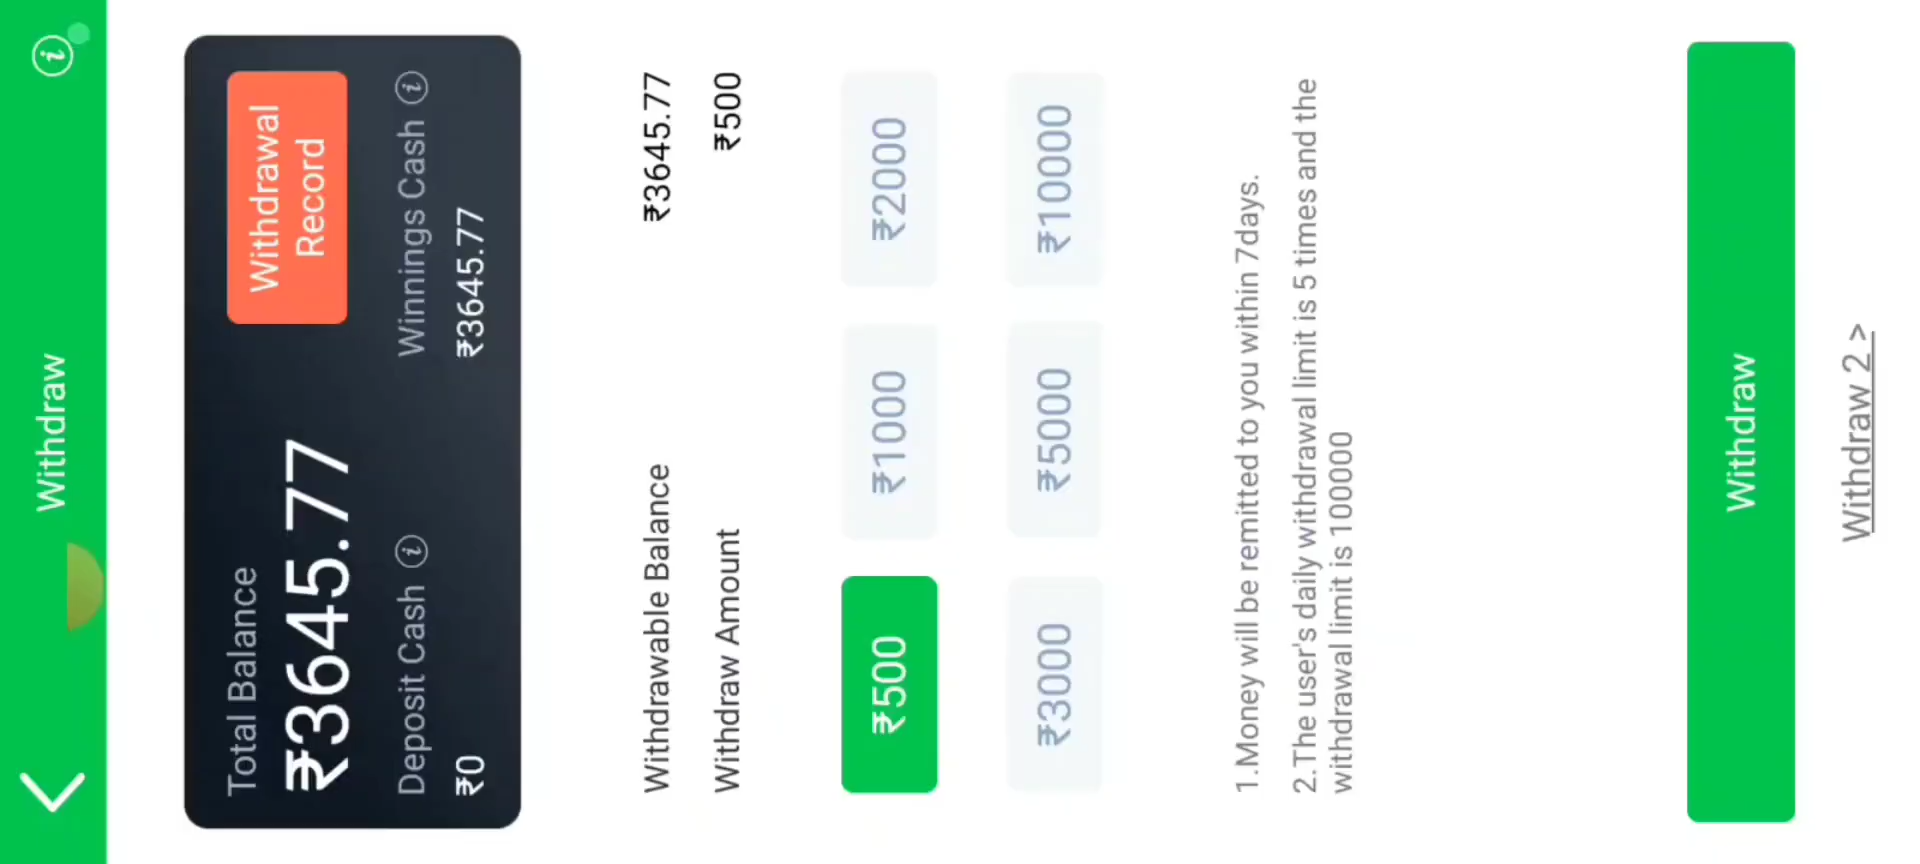 Withdraw
Total Balance
₹3645.77
Withdrawal
Record
Deposit Cash
Winnings Cash
₹0
₹3645.77
Withdrawable Balance
₹3645.77
Withdraw Amount
₹500
₹500
₹1000
₹2000
₹3000
₹5000
₹10000
1.Money will be remitted to you within 7days.
2.The user's daily withdrawal limit is 5 times and the
withdrawal limit is 100000
Withdraw
Withdraw 2 >